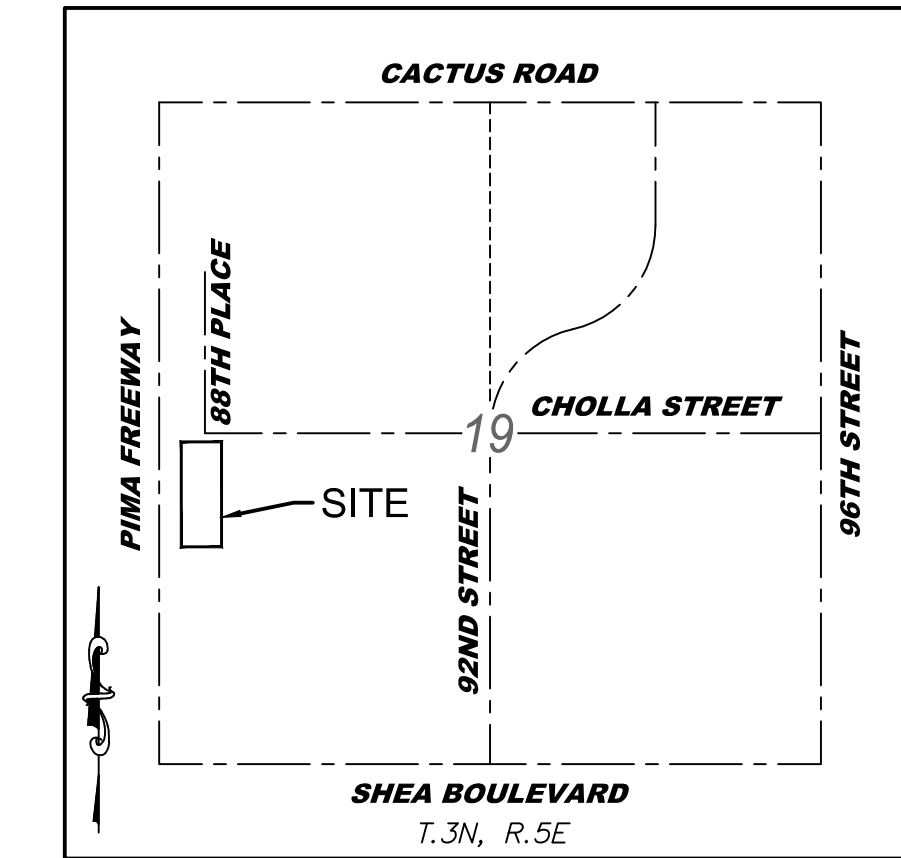 CACTUS ROAD
88TH PLACE
PIMA FREEWAY
CHOLLA STREET
19
96TH STREET
SITE
92ND STREET
SHEA BOULEVARD
T.3N, R.5E